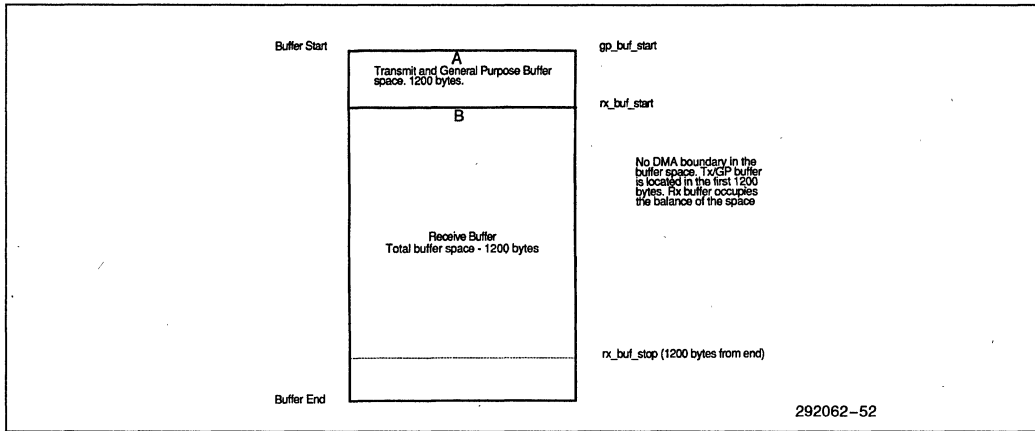 Buffer Start
gp_buf_start
A
Transmit and General Purpose Buffer
space. 1200 bytes.
rx_buf_start
B
No DMA boundary in the
buffer space. Tx/GP buffer
is located in the first 1200
bytes. Rx buffer occupies
the balance of the space
Receive Buffer
Total buffer space - 1200 bytes
rx_buf_stop (1200 bytes from end)
Buffer End
292062-52